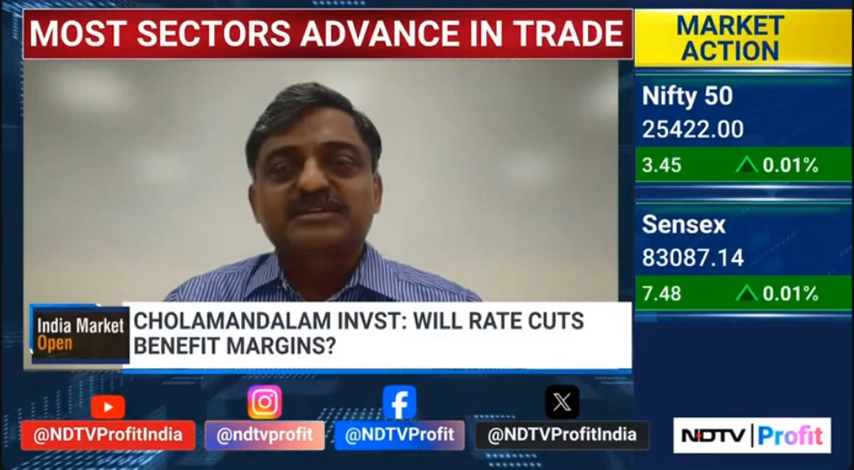 MOST SECTORS ADVANCE IN TRADE
MARKET
ACTION
Nifty 50
25422.00
3.45 0.01%
Sensex
83087.14
7.48 0.01%
India Market
Open
CHOLAMANDALAM INVST: WILL RATE CUTS
BENEFIT MARGINS?
@NDTVProfitIndia
@ndtvprofit
@NDTVProfit
@NDTVProfitIndia
NDTV Profit